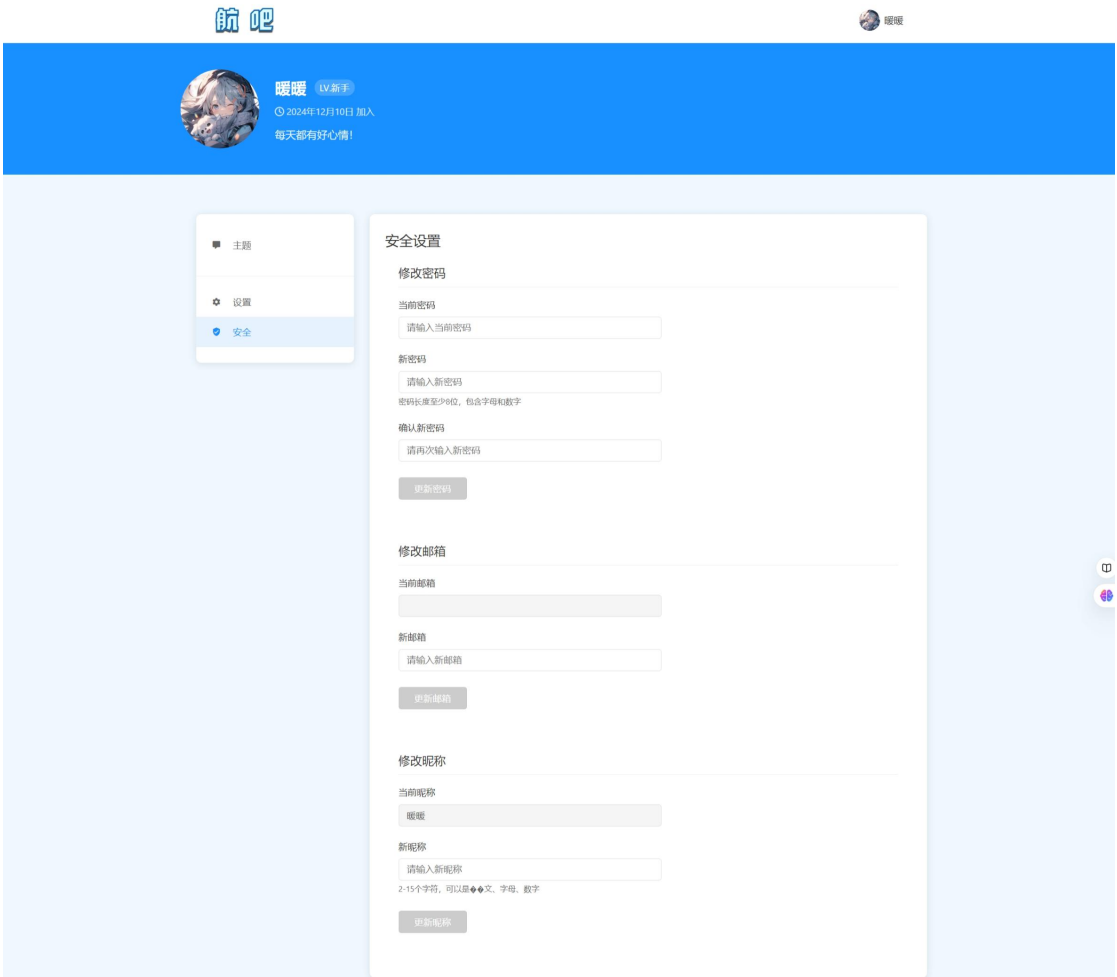 航吧
暖暖
暖暖 LV.新手
2024年12月10日 加入
每天都有好心情!
主题
设置
安全
安全设置
修改密码
当前密码
请输入当前密码
新密码
请输入新密码
密码长度至少8位，包含字母和数字
确认新密码
请再次输入新密码
更新密码
修改邮箱
当前邮箱
新邮箱
请输入新邮箱
更新邮箱
修改昵称
当前昵称
暖暖
新昵称
请输入新昵称
2-15个字符，可以是��文、字母、数字
更新昵称